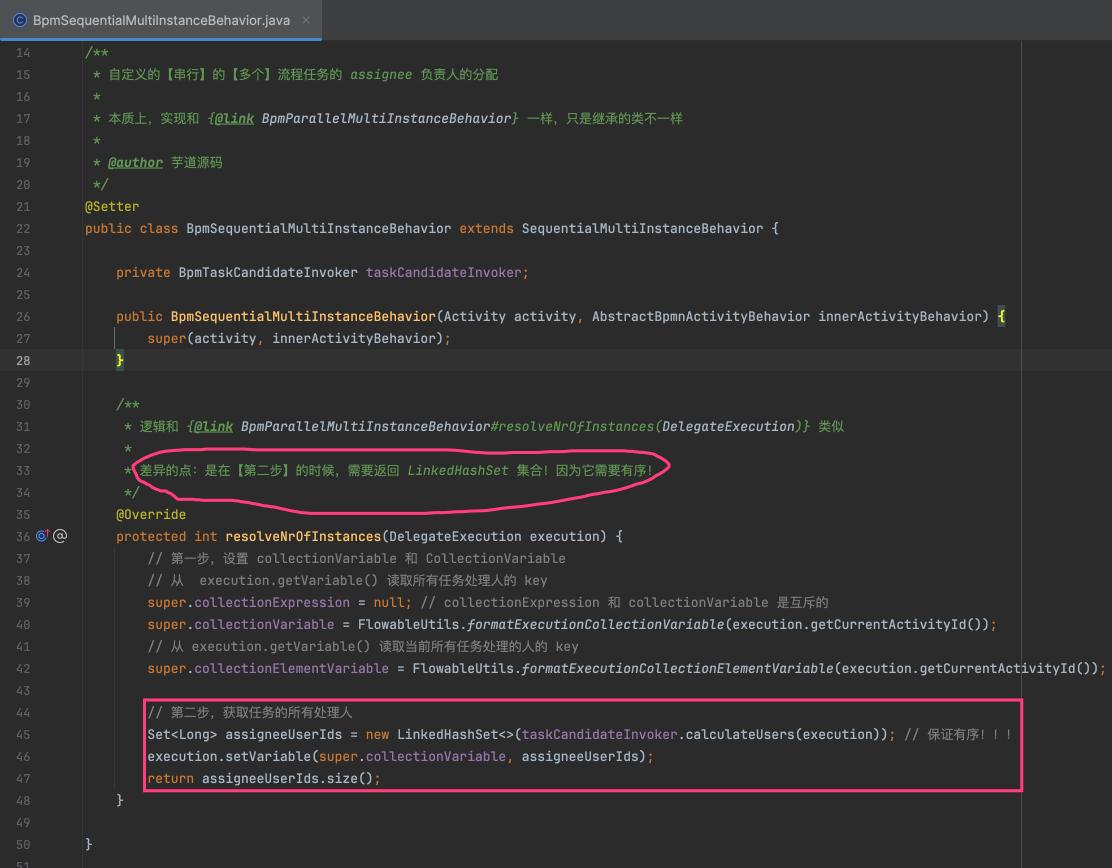 BpmSequentialMultiInstanceBehavior.java ×
14 /**
15 * 自定义的【串行】的【多个】流程任务的 assignee 负责人的分配
16 *
17 * 本质上，实现和 {@link BpmParallelMultiInstanceBehavior} 一样，只是继承的类不一样
18 *
19 * @author 芋道源码
20 */
21 @Setter
22 public class BpmSequentialMultiInstanceBehavior extends SequentialMultiInstanceBehavior {
23
24 private BpmTaskCandidateInvoker taskCandidateInvoker;
25
26 public BpmSequentialMultiInstanceBehavior(Activity activity, AbstractBpmnActivityBehavior innerActivityBehavior) {
27 super(activity, innerActivityBehavior);
28 }
29
30 /**
31 * 逻辑和 {@link BpmParallelMultiInstanceBehavior#resolveNrOfInstances(DelegateExecution)} 类似
32 *
33 * 差异的点：是在【第二步】的时候，需要返回 LinkedHashSet 集合！因为它需要有序！
34 */
35 @Override
36 @ protected int resolveNrOfInstances(DelegateExecution execution) {
37 // 第一步，设置 collectionVariable 和 CollectionVariable
38 // 从 execution.getVariable() 读取所有任务处理人的 key
39 super.collectionExpression = null; // collectionExpression 和 collectionVariable 是互斥的
40 super.collectionVariable = FlowableUtils.formatExecutionCollectionVariable(execution.getCurrentActivityId());
41 // 从 execution.getVariable() 读取当前所有任务处理的人的 key
42 super.collectionElementVariable = FlowableUtils.formatExecutionCollectionElementVariable(execution.getCurrentActivityId());
43
44 // 第二步，获取任务的所有处理人
45 Set<Long> assigneeUserIds = new LinkedHashSet<>(taskCandidateInvoker.calculateUsers(execution)); // 保证有序！！！
46 execution.setVariable(super.collectionVariable, assigneeUserIds);
47 return assigneeUserIds.size();
48 }
49
50 }
51